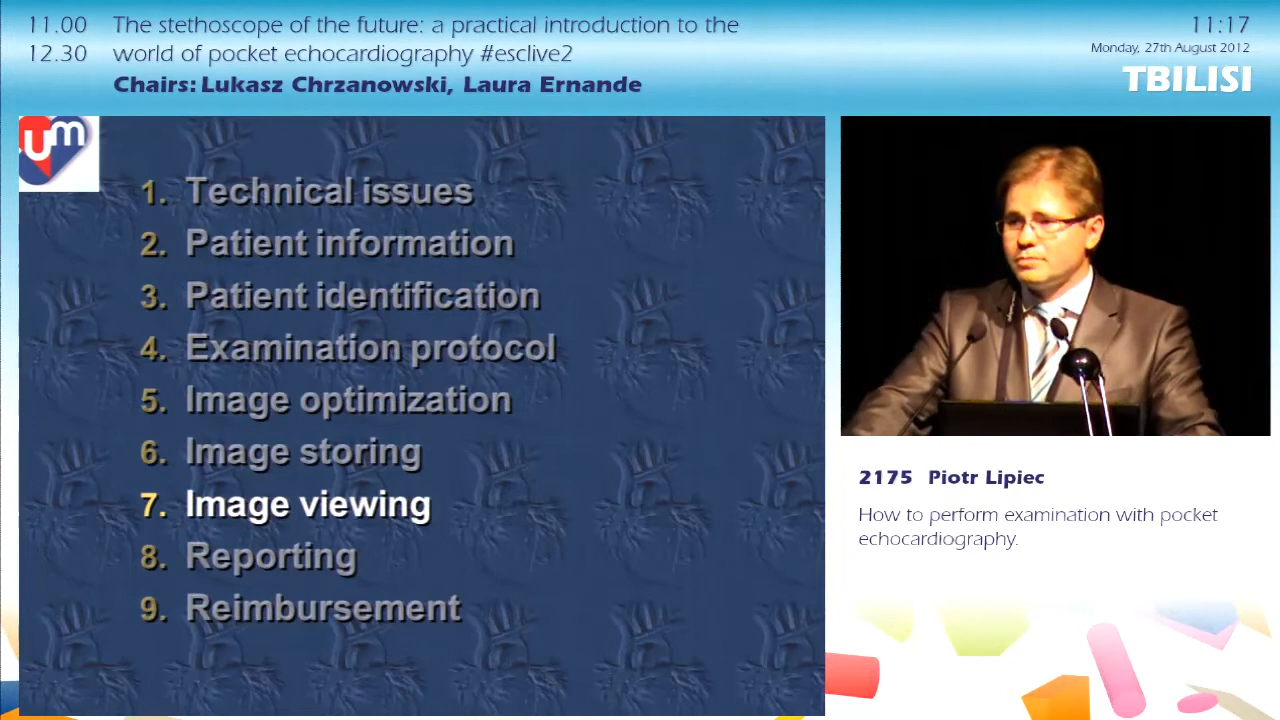 11.00 The stethoscope of the future: a practical introduction to the
12.30 world of pocket echocardiography #esclive2
Chairs: Lukasz Chrzanowski, Laura Ernande
11:17
Monday, 27th August 2012
TBILISI
Um
1. Technical issues
2. Patient information
3. Patient identification
4. Examination protocol
5. Image optimization
6. Image storing
7. Image viewing
8. Reporting
9. Reimbursement
2175 Piotr Lipiec
How to perform examination with pocket
echocardiography.